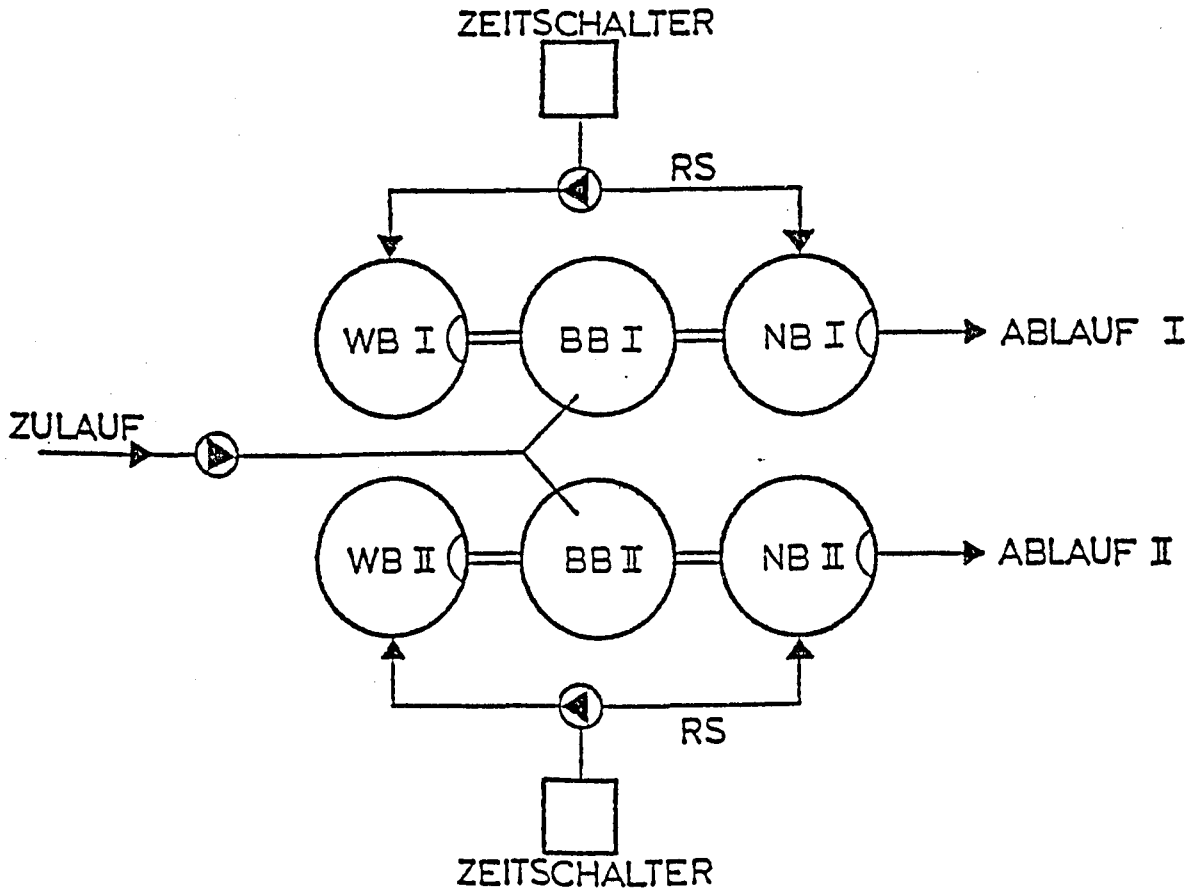 ZEITSCHALTER
RS
WB I
BB I
NB I
ABLAUF I
ZULAUF
WB II
BB II
NB II
ABLAUF II
RS
ZEITSCHALTER